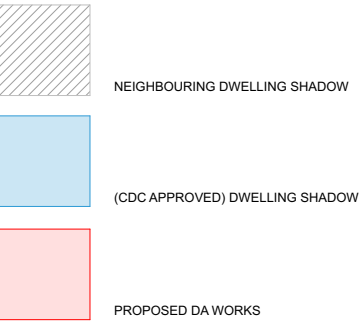 NEIGHBOURING DWELLING SHADOW
(CDC APPROVED) DWELLING SHADOW
PROPOSED DA WORKS